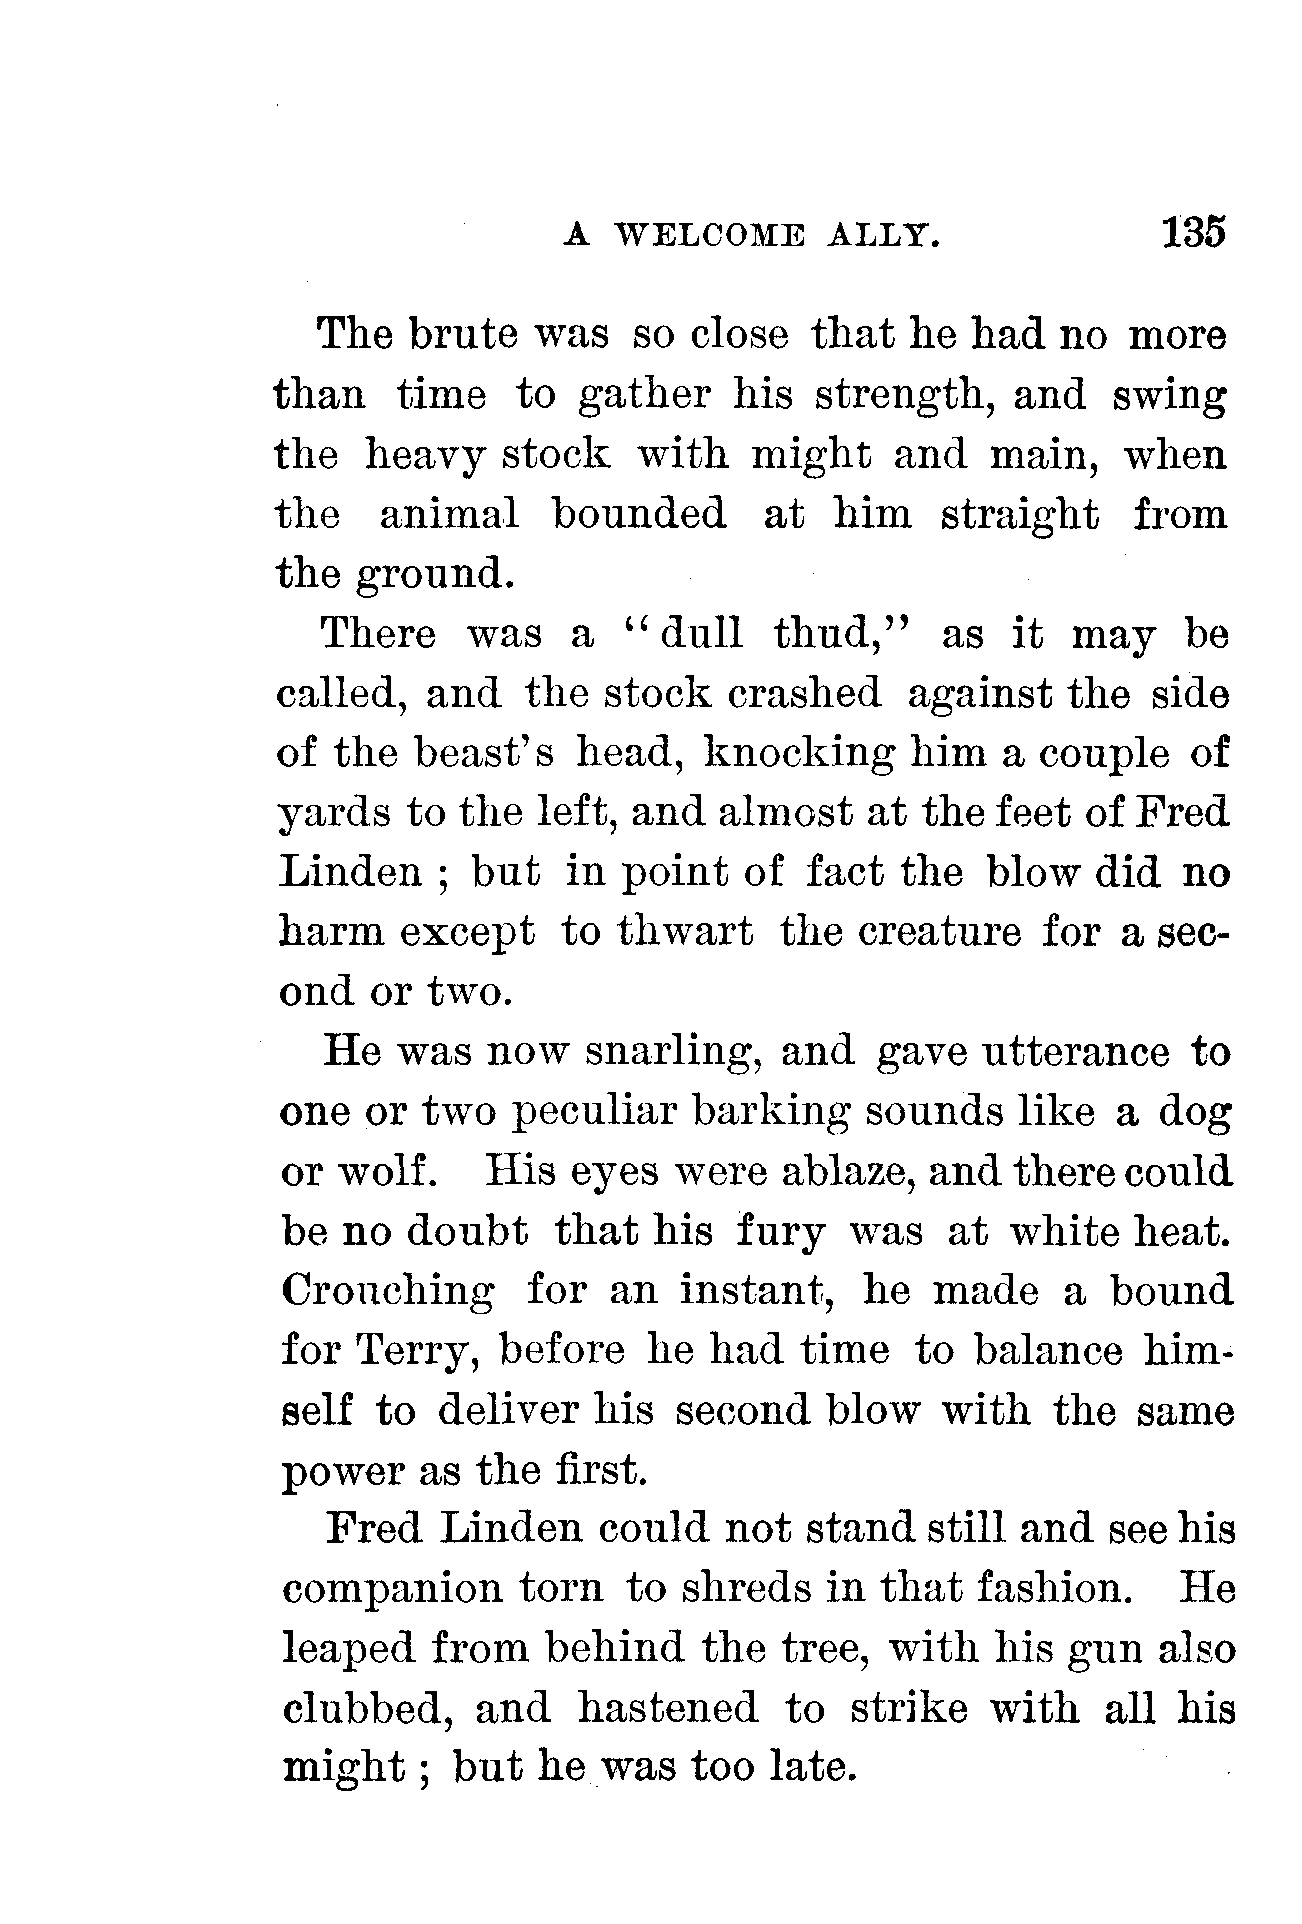 A WELCOME ALLY. 135
The brute was so close that he had no more
than time to gather his strength, and swing
the heavy stock with might and main, when
the animal bounded at him straight from
the ground.
There was a “dull thud,” as it may be
called, and the stock crashed against the side
of the beast's head, knocking him a couple of
yards to the left, and almost at the feet of Fred
Linden ; but in point of fact the blow did no
harm except to thwart the creature for a sec-
ond or two.
He was now snarling, and gave utterance to
one or two peculiar barking sounds like a dog
or wolf. His eyes were ablaze, and there could
be no doubt that his fury was at white heat.
Crouching for an instant, he made a bound
for Terry, before he had time to balance him-
self to deliver his second blow with the same
power as the first.
Fred Linden could not stand still and see his
companion torn to shreds in that fashion. He
leaped from behind the tree, with his gun also
clubbed, and hastened to strike with all his
might ; but he was too late.